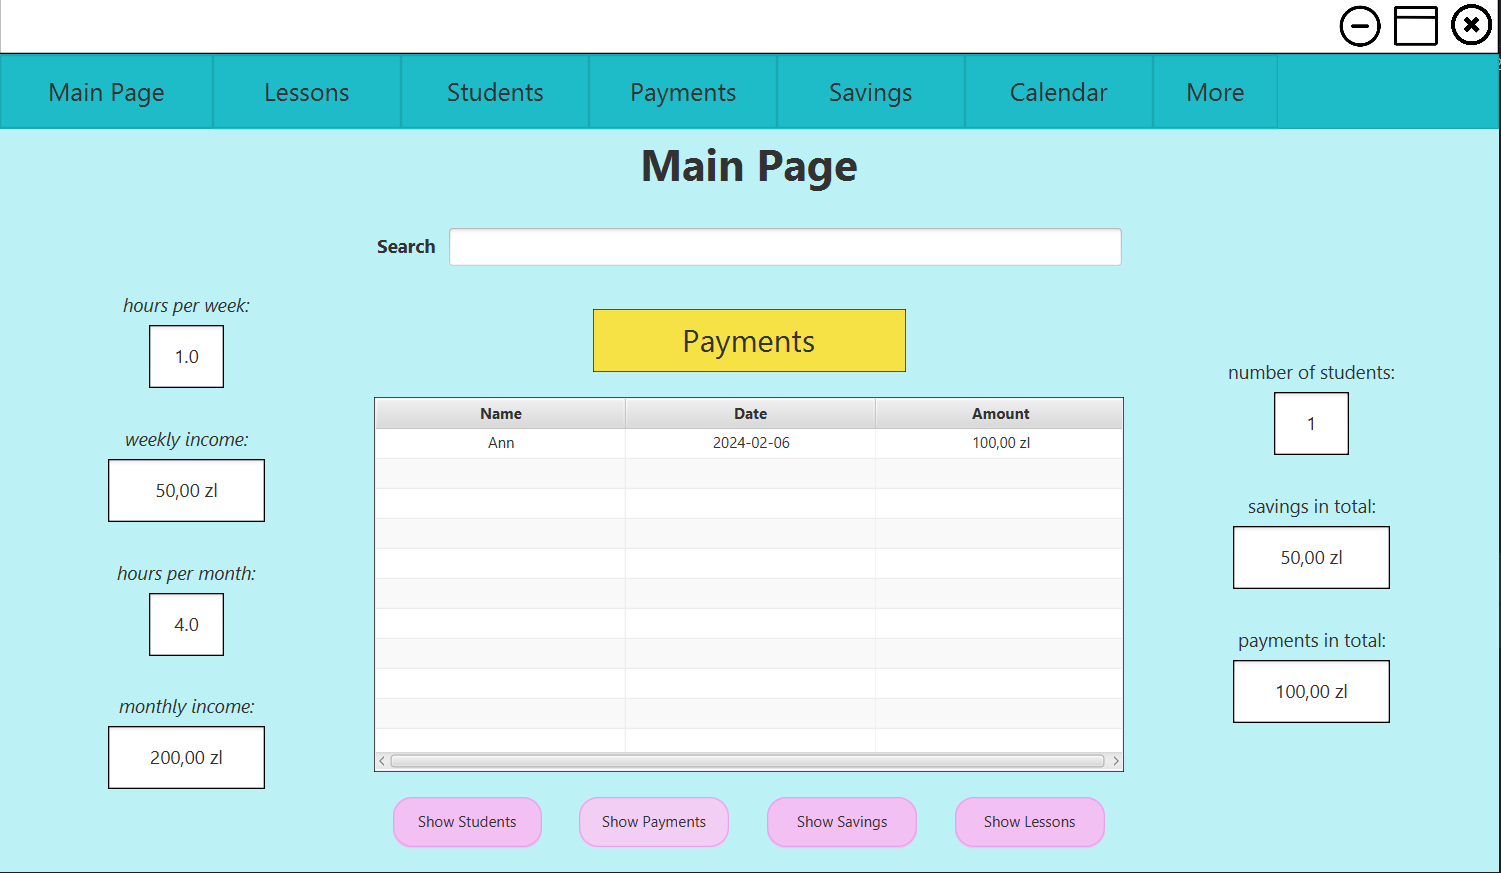 Main Page Lessons Students Payments Savings Calendar More
Main Page
Search
hours per week:
1.0
weekly income:
50,00 zl
hours per month:
4.0
monthly income:
200,00 zl
Payments
Name Date Amount
Ann 2024-02-06 100,00 zl
number of students:
1
savings in total:
50,00 zl
payments in total:
100,00 zl
Show Students Show Payments Show Savings Show Lessons